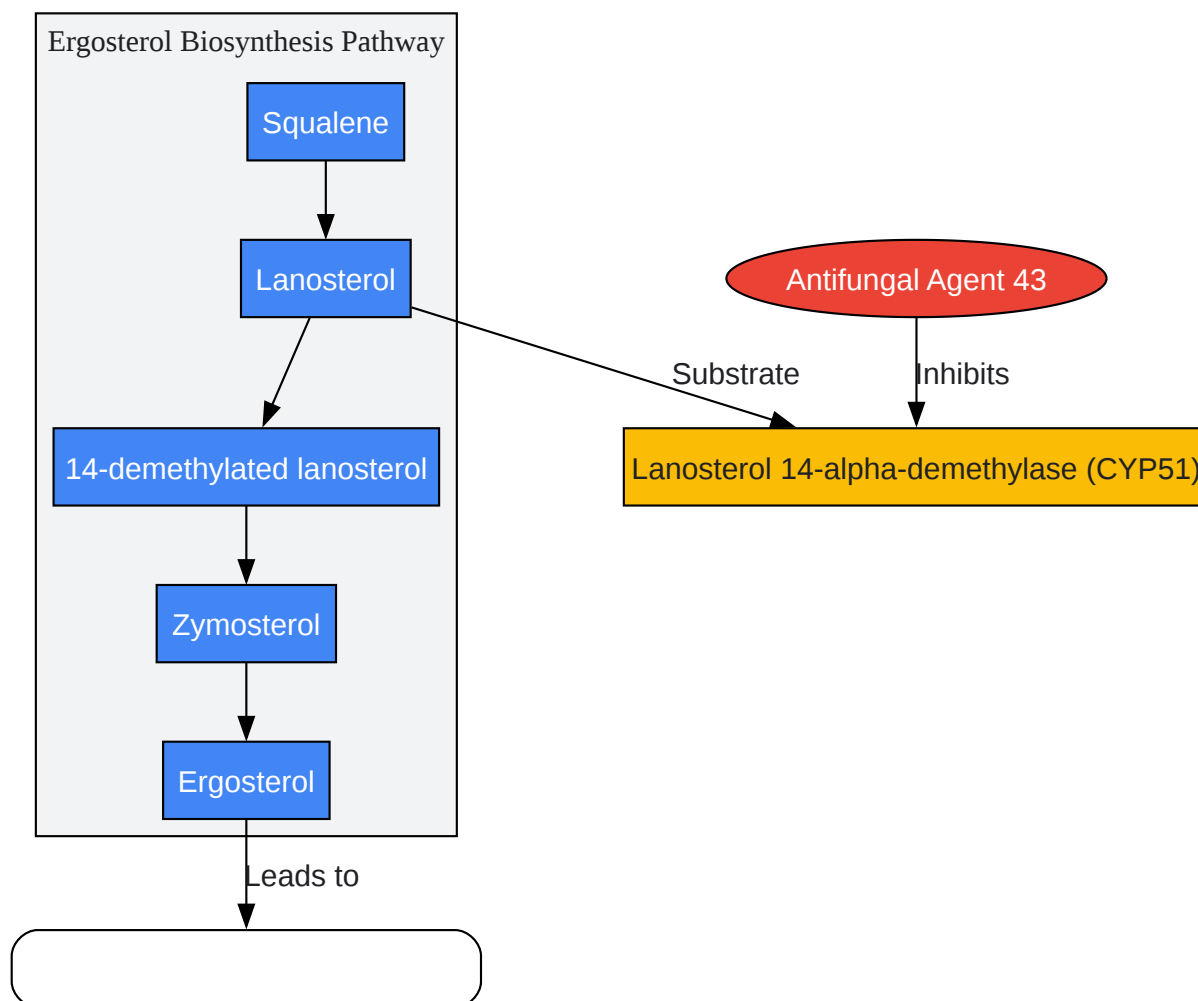 Ergosterol Biosynthesis Pathway
Squalene
Lanosterol
Antifungal Agent 43
Substrate
Inhibits
14-demethylated lanosterol
Lanosterol 14-alpha-demethylase (CYP51)
Zymosterol
Ergosterol
Leads to